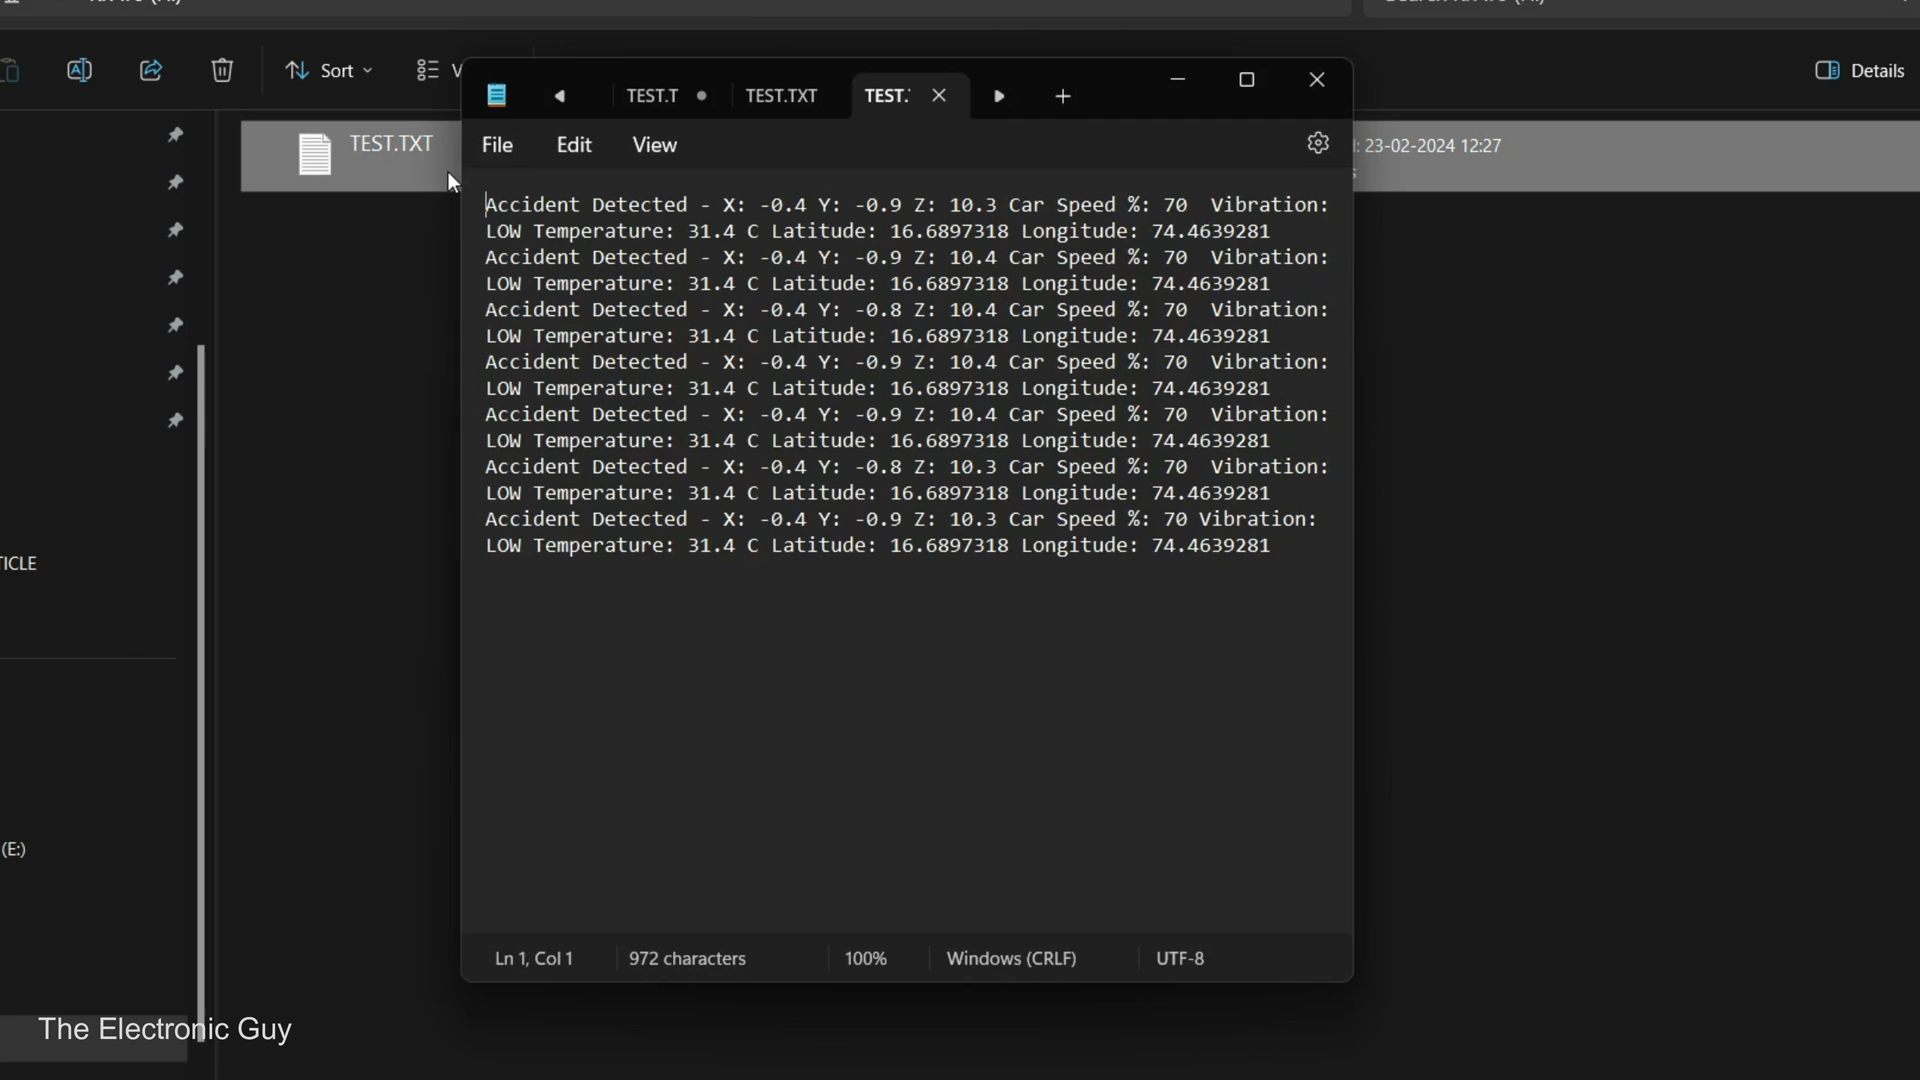 Sort
Details
TEST.T
TEST.TXT
TEST.
File
Edit
View
TEST.TXT
: 23-02-2024 12:27
Accident Detected - X: -0.4 Y: -0.9 Z: 10.3 Car Speed %: 70  Vibration:
LOW Temperature: 31.4 C Latitude: 16.6897318 Longitude: 74.4639281
Accident Detected - X: -0.4 Y: -0.9 Z: 10.4 Car Speed %: 70  Vibration:
LOW Temperature: 31.4 C Latitude: 16.6897318 Longitude: 74.4639281
Accident Detected - X: -0.4 Y: -0.8 Z: 10.4 Car Speed %: 70  Vibration:
LOW Temperature: 31.4 C Latitude: 16.6897318 Longitude: 74.4639281
Accident Detected - X: -0.4 Y: -0.9 Z: 10.4 Car Speed %: 70  Vibration:
LOW Temperature: 31.4 C Latitude: 16.6897318 Longitude: 74.4639281
Accident Detected - X: -0.4 Y: -0.9 Z: 10.4 Car Speed %: 70  Vibration:
LOW Temperature: 31.4 C Latitude: 16.6897318 Longitude: 74.4639281
Accident Detected - X: -0.4 Y: -0.8 Z: 10.3 Car Speed %: 70  Vibration:
LOW Temperature: 31.4 C Latitude: 16.6897318 Longitude: 74.4639281
Accident Detected - X: -0.4 Y: -0.9 Z: 10.3 Car Speed %: 70 Vibration:
LOW Temperature: 31.4 C Latitude: 16.6897318 Longitude: 74.4639281
TICLE
(E:)
Ln 1, Col 1
972 characters
100%
Windows (CRLF)
UTF-8
The Electronic Guy